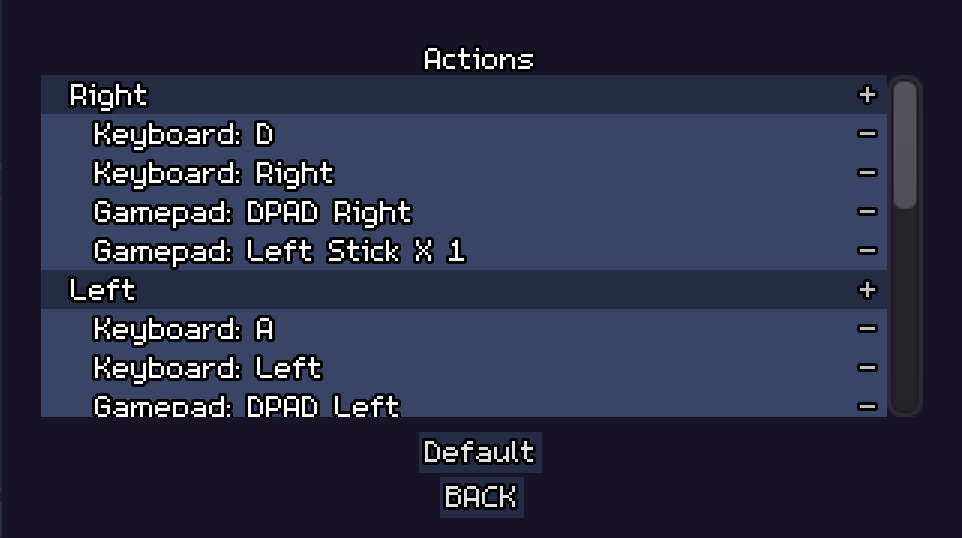 Actions
Right +
Keyboard: D -
Keyboard: Right -
Gamepad: DPAD Right -
Gamepad: Left Stick X 1 -
Left +
Keyboard: A -
Keyboard: Left -
Gamepad: DPAD Left -
Default
BACK